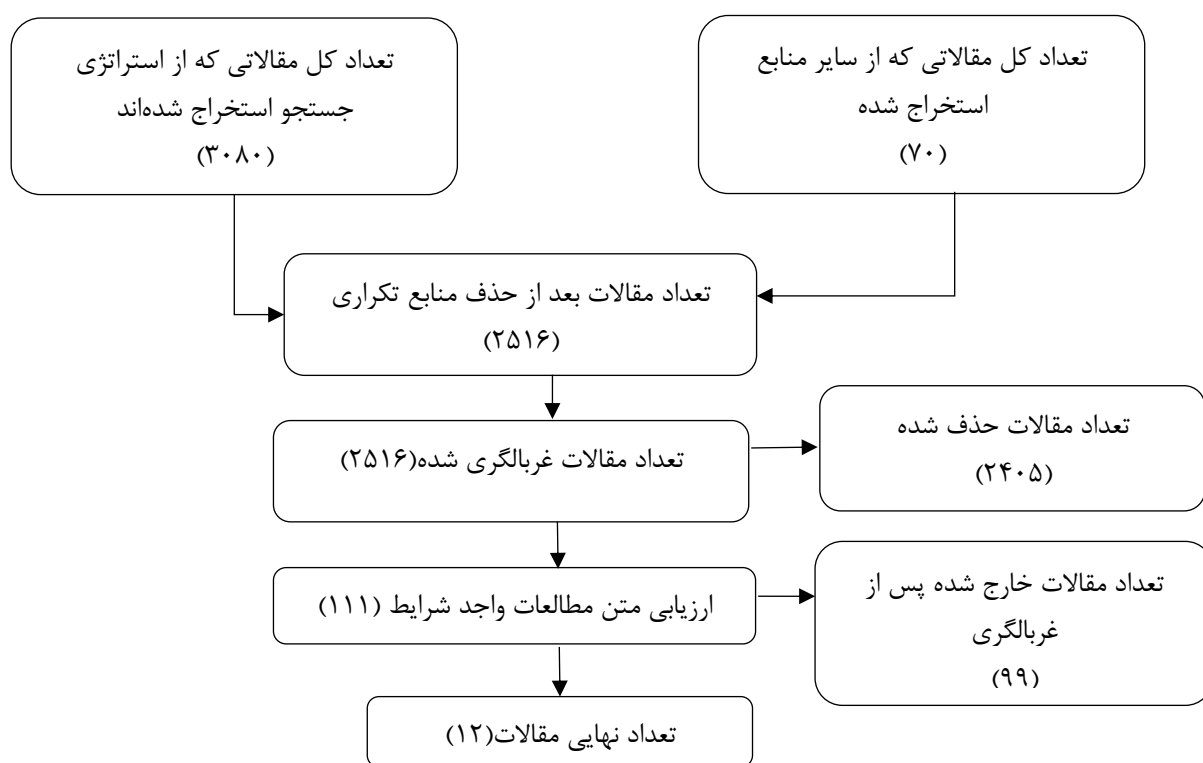 تعداد کل مقالاتی که از سایر منابع
استخراج شده
(۷۰)
تعداد کل مقالاتی که از استراتژی
جستجو استخراج شده‌اند
(۳۰۸۰)
تعداد مقالات بعد از حذف منابع تکراری
(۲۵۱۶)
تعداد مقالات غربالگری شده(۲۵۱۶)
تعداد مقالات حذف شده
(۲۴۰۵)
ارزیابی متن مطالعات واجد شرایط (۱۱۱)
تعداد مقالات خارج شده پس از
غربالگری
(۹۹)
تعداد نهایی مقالات(۱۲)